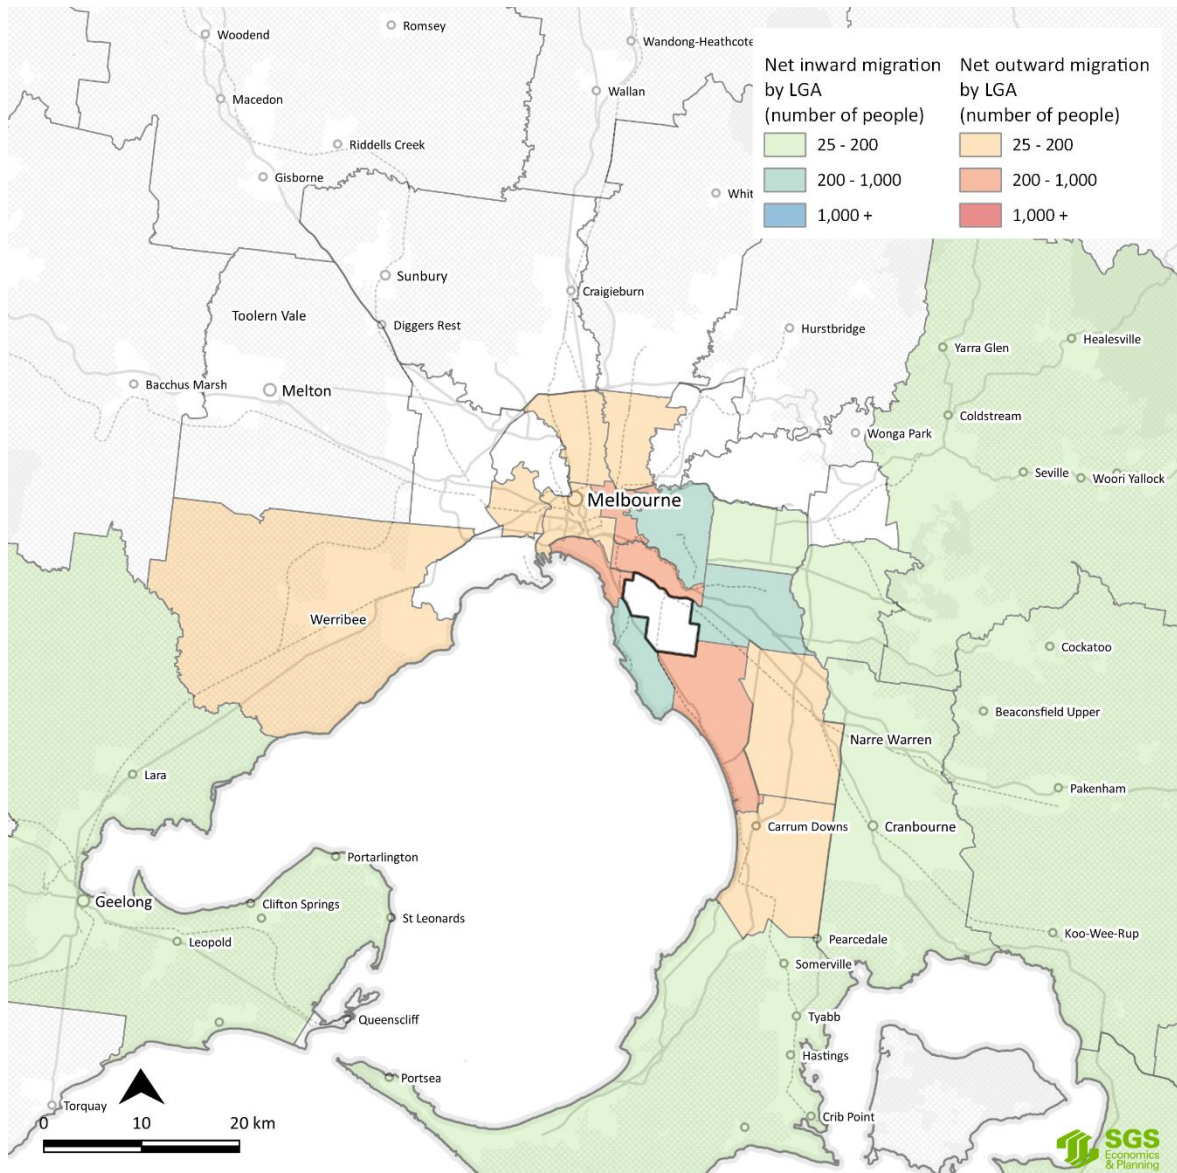 Romsey
Woodend
Wandong-Heathcote
Net inward migration
by LGA
(number of people)
25 - 200
200 - 1,000
1,000 +
Net outward migration
by LGA
(number of people)
25 - 200
200 - 1,000
1,000 +
Macedon
Wallan
Riddells Creek
Gisborne
Whit
Sunbury
Craigieburn
Toolern Vale
Diggers Rest
Hurstbridge
Yarra Glen
Healesville
Bacchus Marsh
Melton
Coldstream
Wonga Park
Seville
Woori Yallock
Melbourne
Werribee
Cockatoo
Beaconsfield Upper
Narre Warren
Lara
Pakenham
Carrum Downs
Cranbourne
Portarlington
Geelong
Clifton Springs
St Leonards
Leopold
Koo-Wee-Rup
Pearcedale
Somerville
Queenscliff
Tyabb
Hastings
Portsea
Torquay
Crib Point
0 10 20 km
SGS
Economics
& Planning